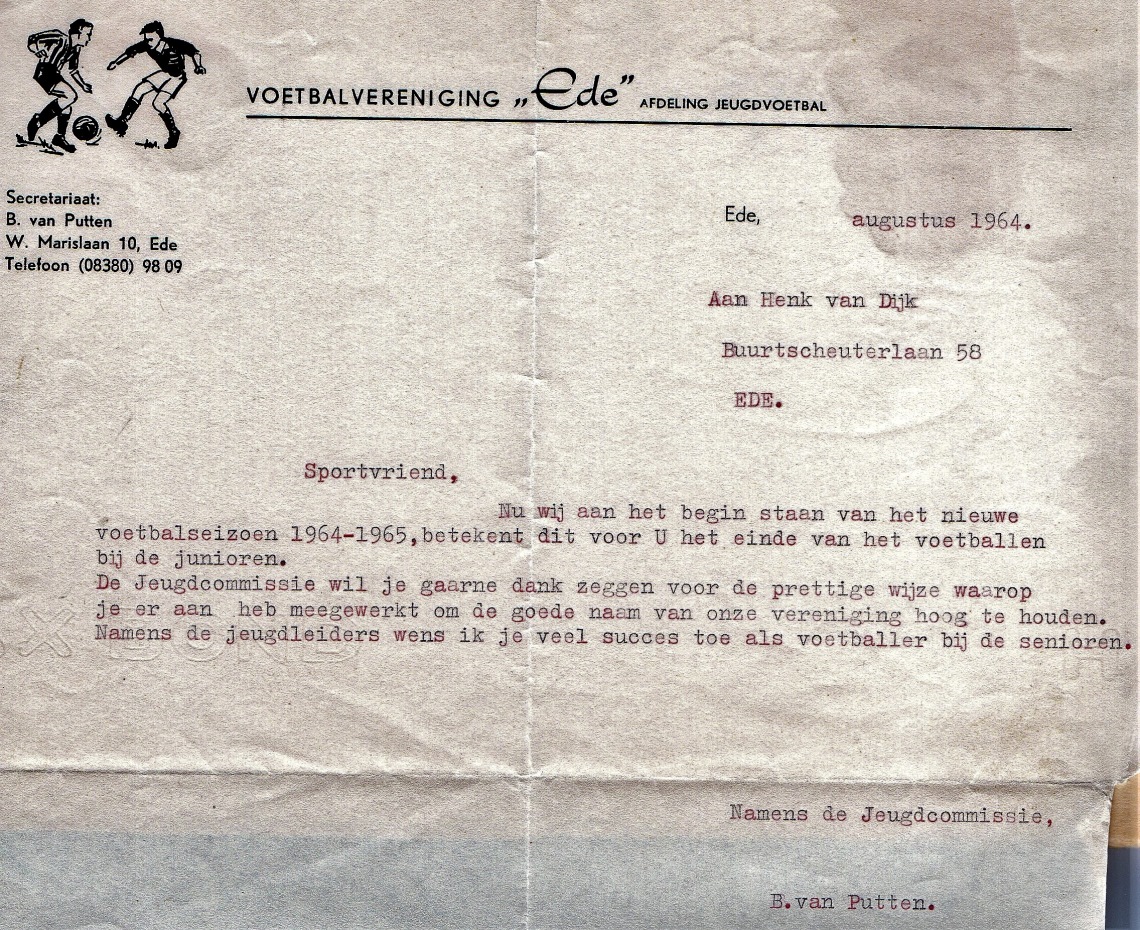 VOETBALVERENIGING „Ede” AFDELING JEUGDVOETBAL
Secretariaat:
B. van Putten
W. Marislaan 10, Ede
Telefoon (08380) 98 09
Ede, augustus 1964.
Aan Henk van Dijk
Buurtscheuterlaan 58
EDE.
Sportvriend,
Nu wij aan het begin staan van het nieuwe
voetbalseizoen 1964-1965,betekent dit voor U het einde van het voetballen
bij de junioren.
De Jeugdcommissie wil je gaarne dank zeggen voor de prettige wijze waarop
je er aan heb meegewerkt om de goede naam van onze vereniging hoog te houden.
Namens de jeugdleiders wens ik je veel succes toe als voetballer bij de senioren.
Namens de Jeugdcommissie,
B.van Putten.